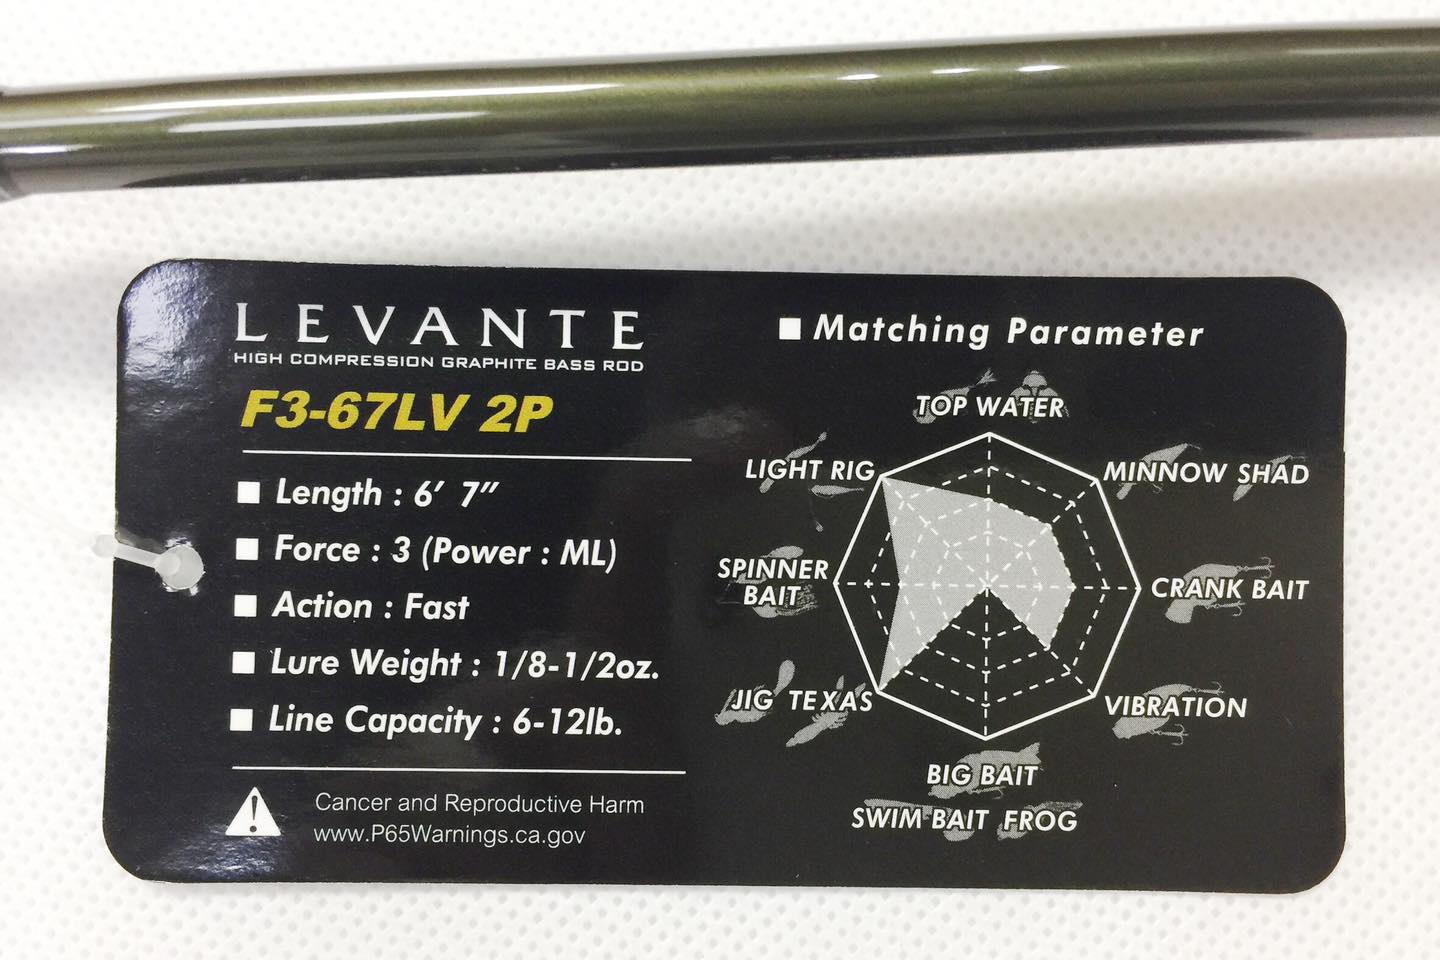 LEVANTE
HIGH COMPRESSION GRAPHITE BASS ROD
F3-67LV 2P
■ Length : 6′ 7″
■ Force : 3 (Power : ML)
■ Action : Fast
■ Lure Weight : 1/8-1/2oz.
■ Line Capacity : 6-12lb.
Cancer and Reproductive Harm
www.P65Warnings.ca.gov
■ Matching Parameter
TOP WATER
LIGHT RIG
MINNOW SHAD
SPINNER
BAIT
CRANK BAIT
JIG TEXAS
VIBRATION
BIG BAIT
SWIM BAIT FROG